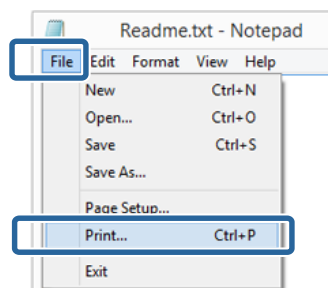 Readme.txt - Notepad
File Edit Format View Help
New Ctrl+N
Open... Ctrl+O
Save Ctrl+S
Save As...
Page Setup...
Print... Ctrl+P
Exit